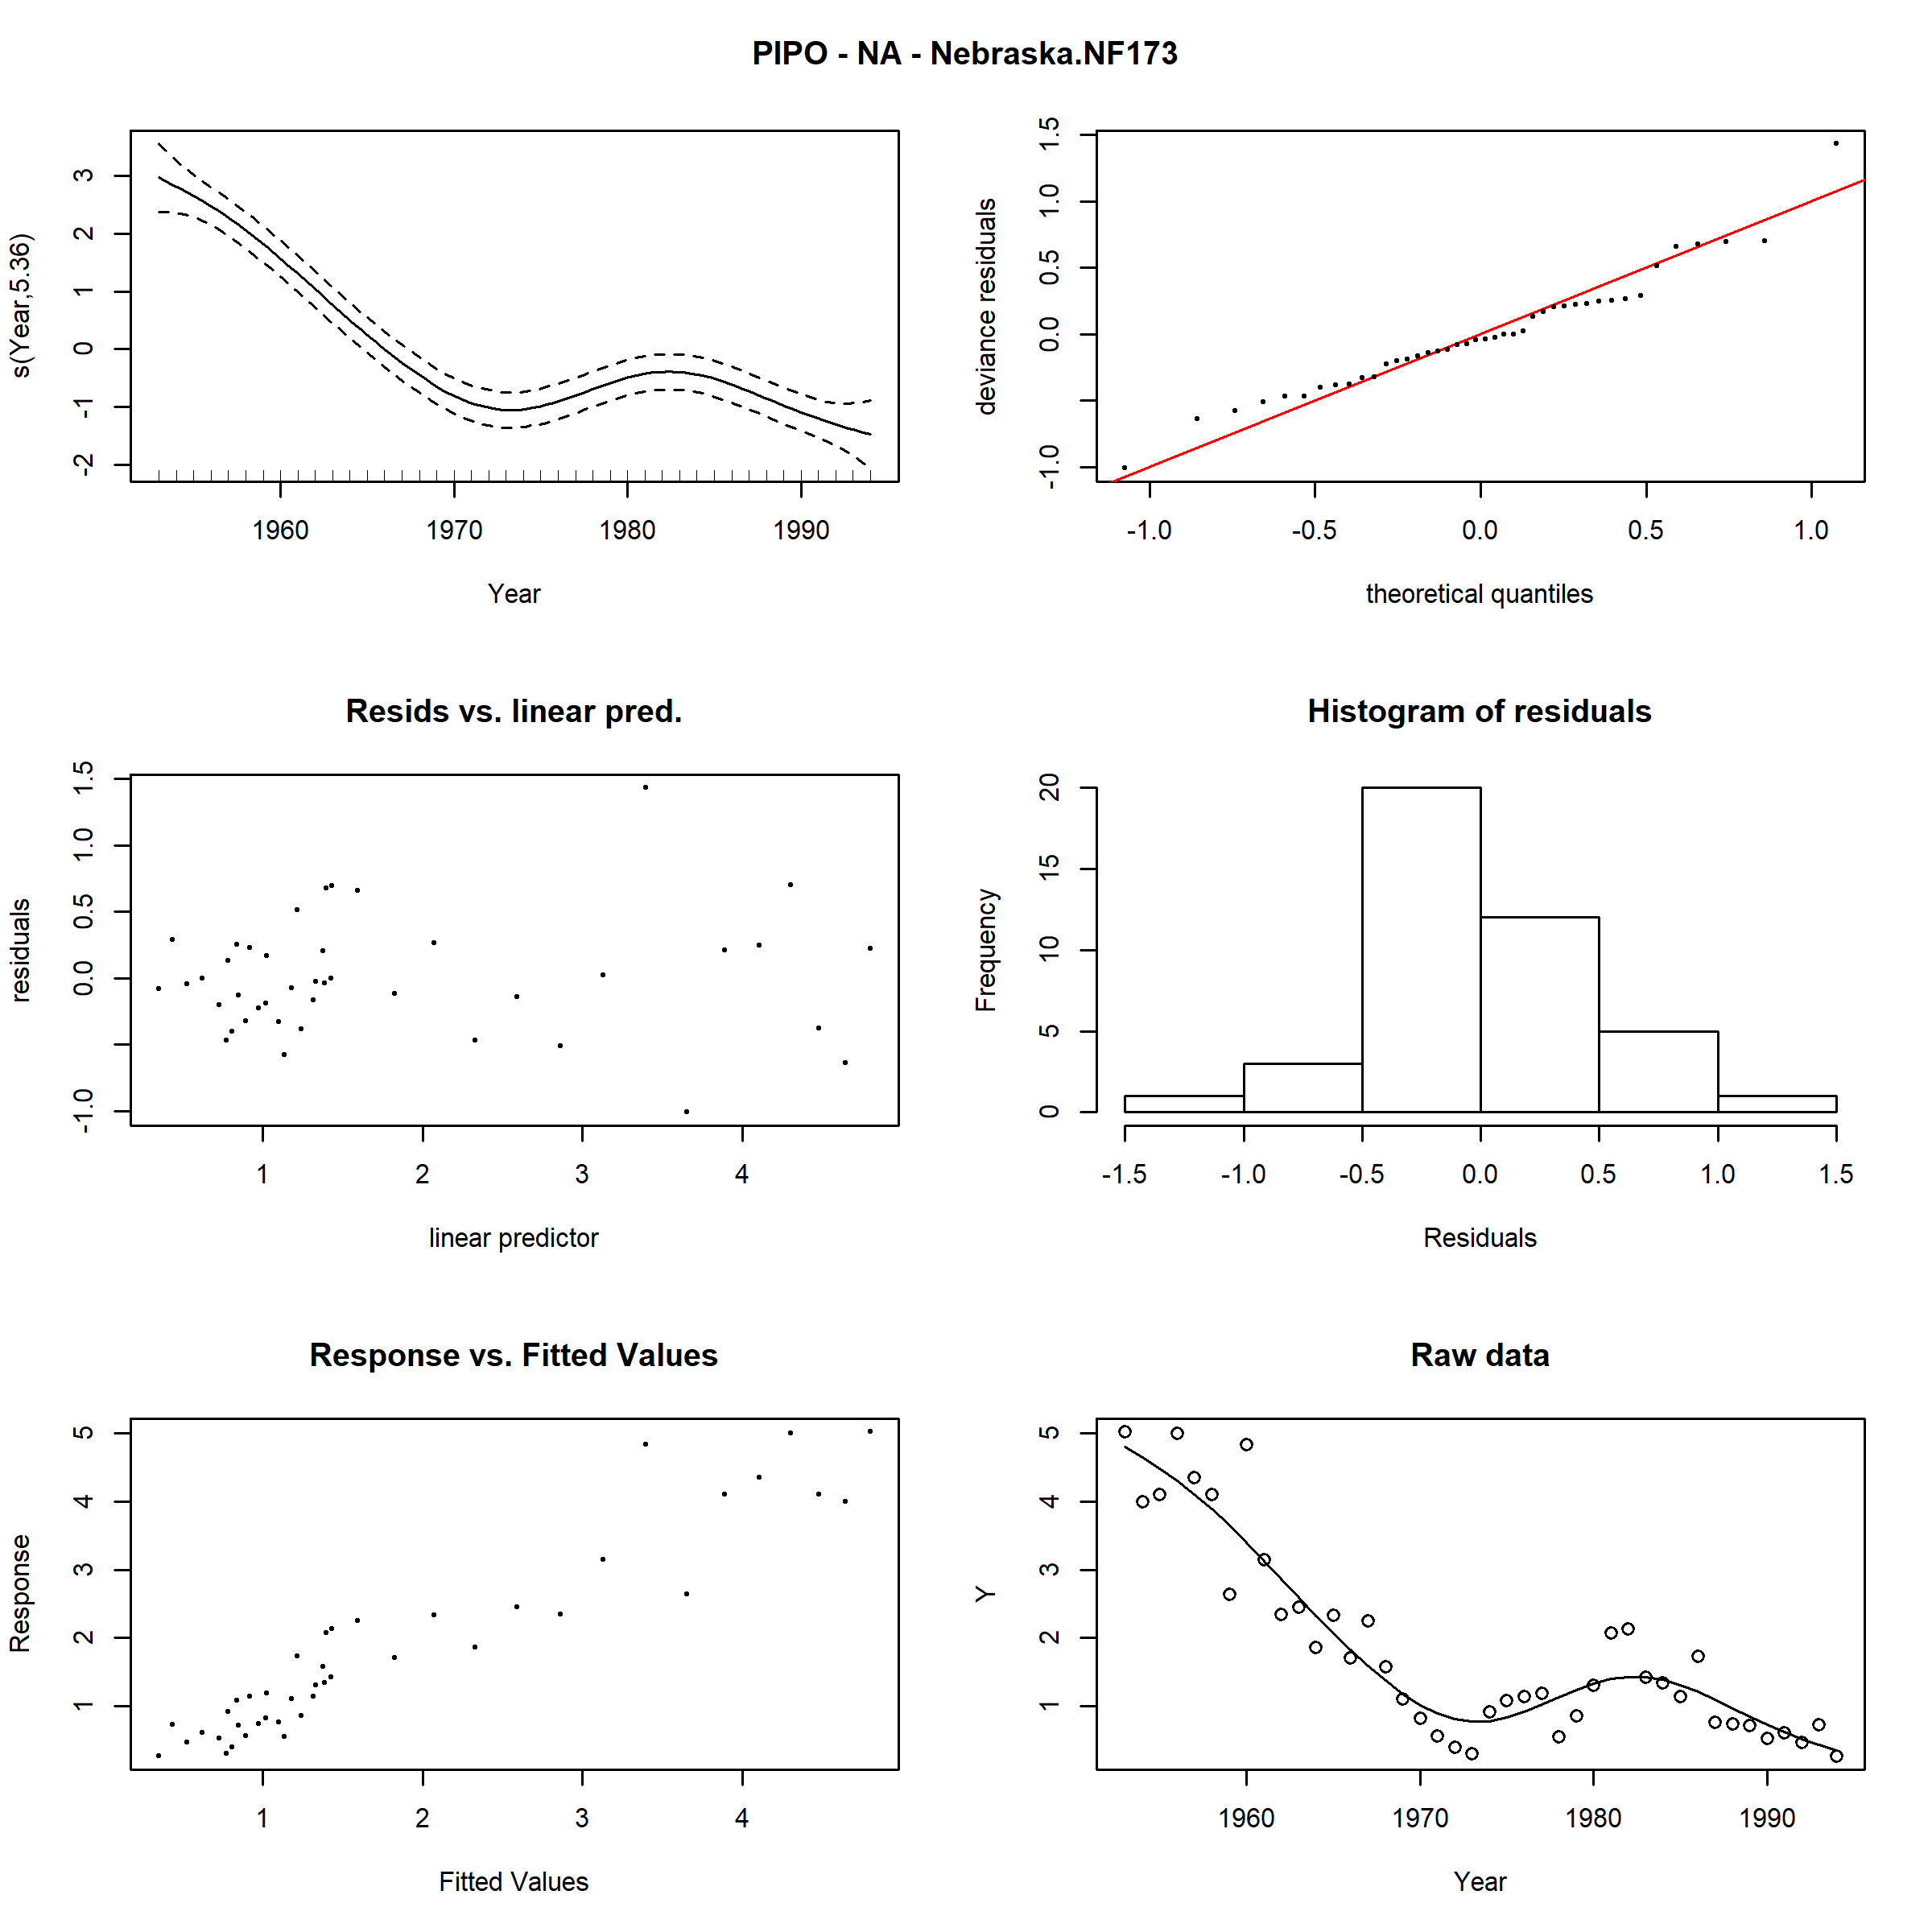 PIPO - NA - Nebraska.NF173
s(Year,5.36)
3
2
1
0
-1
-2
1960 1970 1980 1990
Year
deviance residuals
1.5
1.0
0.5
0.0
-1.0
-1.0 -0.5 0.0 0.5 1.0
theoretical quantiles
Resids vs. linear pred.
residuals
1.5
1.0
0.5
0.0
-1.0
1 2 3 4
linear predictor
Histogram of residuals
Frequency
20
15
10
5
0
-1.5 -1.0 -0.5 0.0 0.5 1.0 1.5
Residuals
Response vs. Fitted Values
Response
5
4
3
2
1
1 2 3 4
Fitted Values
Raw data
Y
5
4
3
2
1
1960 1970 1980 1990
Year